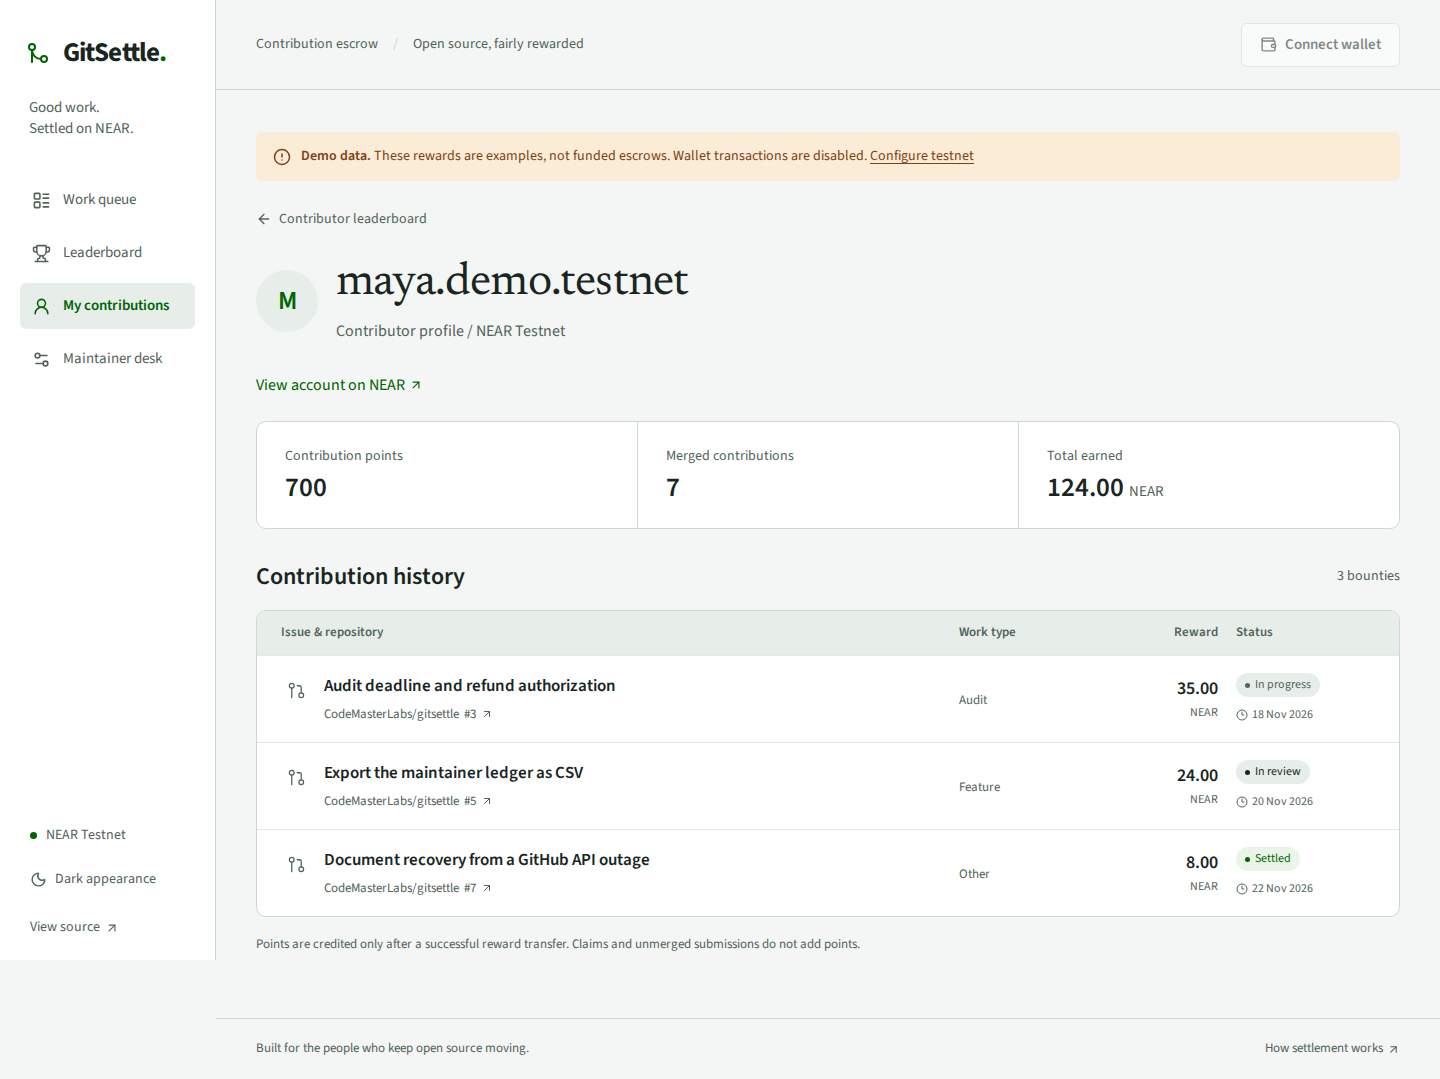 GitSettle.
Good work.
Settled on NEAR.
Work queue
Leaderboard
My contributions
Maintainer desk
NEAR Testnet
Dark appearance
View source
Contribution escrow / Open source, fairly rewarded
Connect wallet
Demo data. These rewards are examples, not funded escrows. Wallet transactions are disabled. Configure testnet
Contributor leaderboard
M
maya.demo.testnet
Contributor profile / NEAR Testnet
View account on NEAR
Contribution points
700
Merged contributions
7
Total earned
124.00 NEAR
Contribution history
3 bounties
Issue & repository Work type Reward Status
Audit deadline and refund authorization
CodeMasterLabs/gitsettle #3
Audit
35.00
NEAR
In progress
18 Nov 2026
Export the maintainer ledger as CSV
CodeMasterLabs/gitsettle #5
Feature
24.00
NEAR
In review
20 Nov 2026
Document recovery from a GitHub API outage
CodeMasterLabs/gitsettle #7
Other
8.00
NEAR
Settled
22 Nov 2026
Points are credited only after a successful reward transfer. Claims and unmerged submissions do not add points.
Built for the people who keep open source moving.
How settlement works